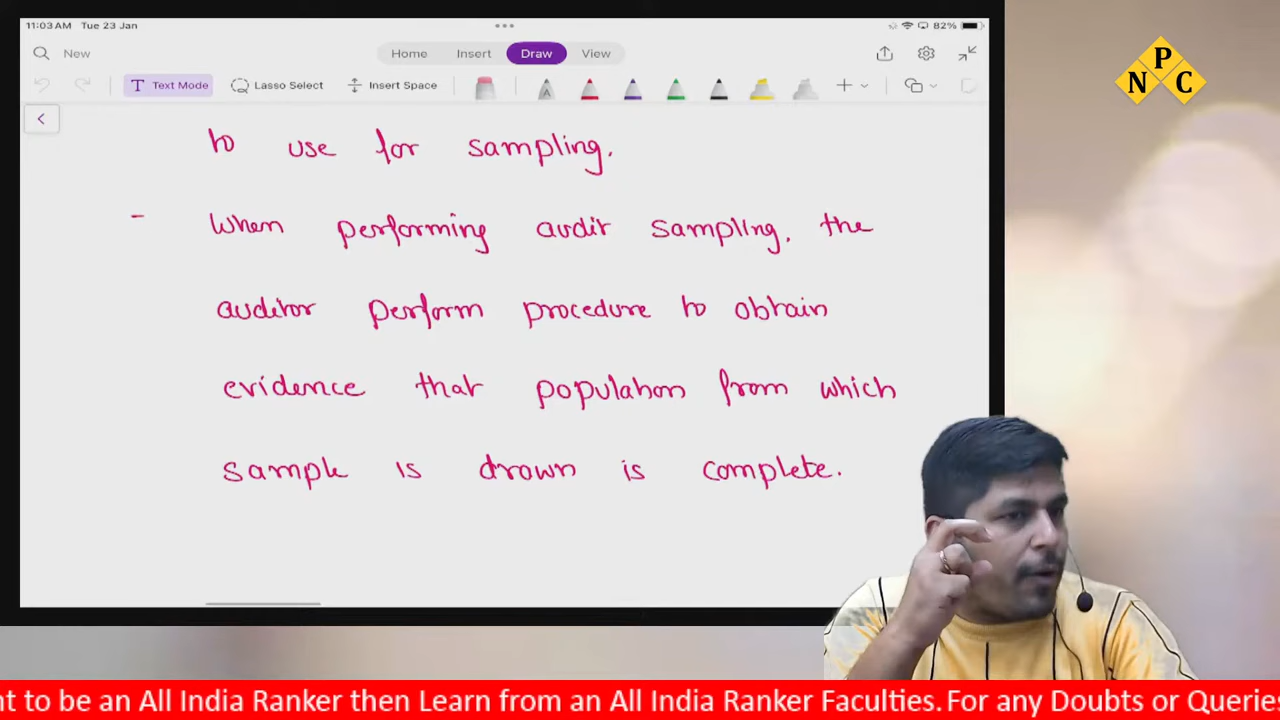 11:03 AM Tue 23 Jan
82%
New
Home Insert Draw View
Text Mode Lasso Select Insert Space
to use for sampling.
- When performing audit sampling, the
auditor perform procedure to obtain
evidence that population from which
sample is drown is complete.
N P C
nt to be an All India Ranker then Learn from an All India Ranker Faculties. For any Doubts or Queries